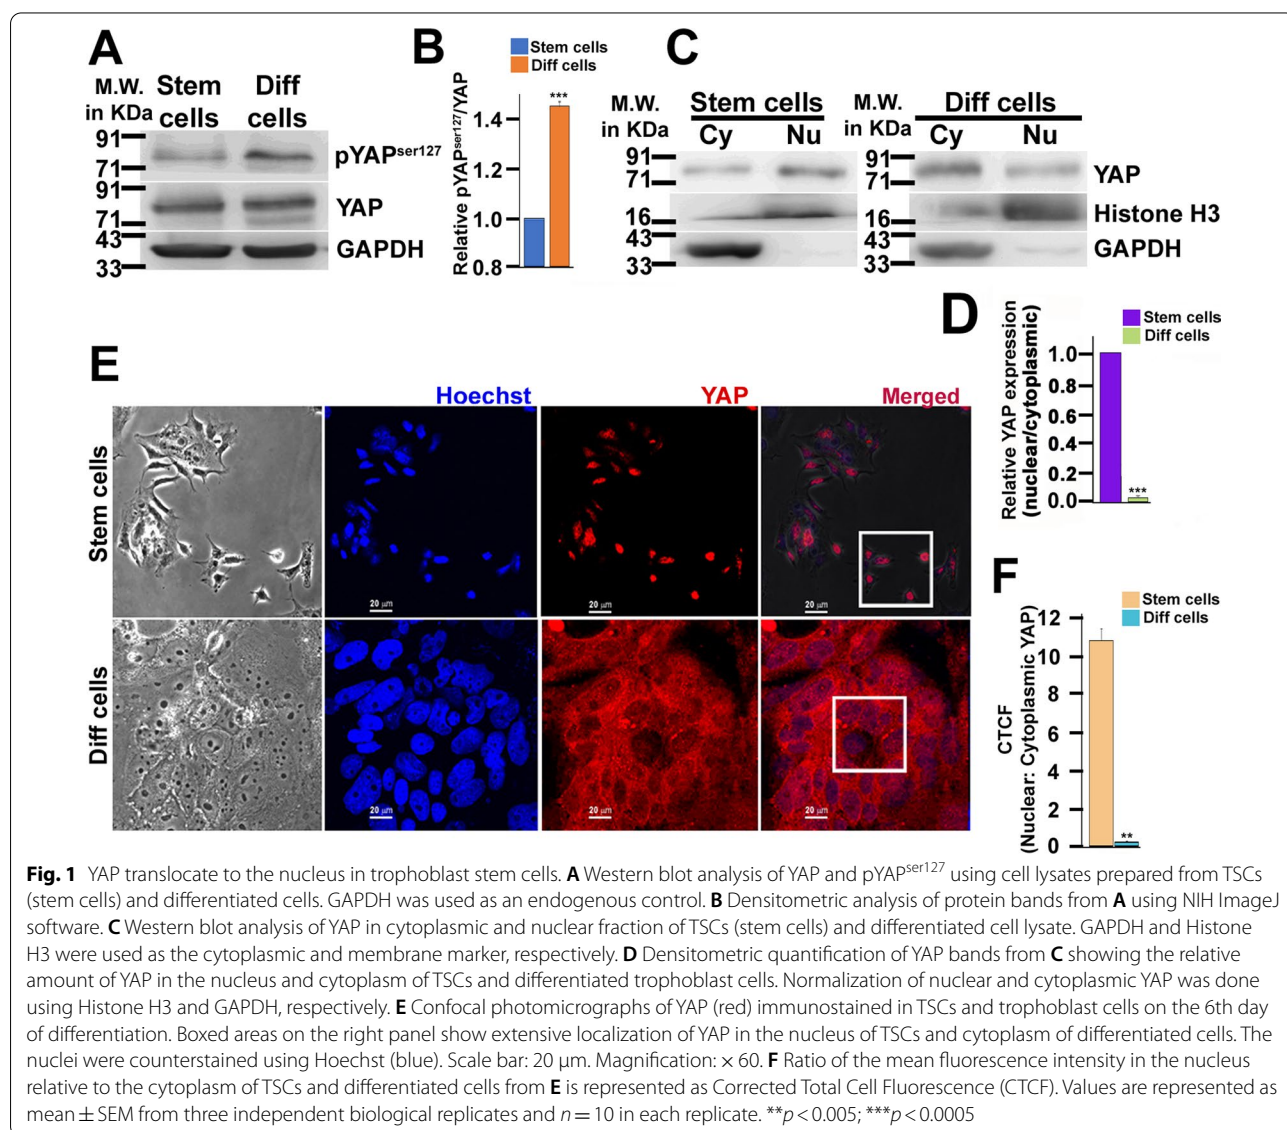 A
M.W.
in KDa
Stem
cells
Diff
cells
91
71
pYAPser127
91
71
YAP
43
33
GAPDH
B
Stem cells
Diff cells
Relative pYAPser127/YAP
***
1.4
1.2
1.0
0.8
C
M.W.
in KDa
Stem cells
Cy Nu
91
71
16
43
33
M.W.
in KDa
Diff cells
Cy Nu
91
71
YAP
16
Histone H3
43
33
GAPDH
D
Stem cells
Diff cells
Relative YAP expression
(nuclear/cytoplasmic)
1.0
0.8
0.6
0.4
0.2
0.0
***
E
Hoechst
YAP
Merged
Stem cells
20 µm
20 µm
20 µm
Diff cells
20 µm
20 µm
20 µm
F
Stem cells
Diff cells
CTCF
(Nuclear: Cytoplasmic YAP)
12
10
8
6
4
2
0
**
Fig. 1 YAP translocate to the nucleus in trophoblast stem cells. A Western blot analysis of YAP and pYAPser127 using cell lysates prepared from TSCs
(stem cells) and differentiated cells. GAPDH was used as an endogenous control. B Densitometric analysis of protein bands from A using NIH ImageJ
software. C Western blot analysis of YAP in cytoplasmic and nuclear fraction of TSCs (stem cells) and differentiated cell lysate. GAPDH and Histone
H3 were used as the cytoplasmic and membrane marker, respectively. D Densitometric quantification of YAP bands from C showing the relative
amount of YAP in the nucleus and cytoplasm of TSCs and differentiated trophoblast cells. Normalization of nuclear and cytoplasmic YAP was done
using Histone H3 and GAPDH, respectively. E Confocal photomicrographs of YAP (red) immunostained in TSCs and trophoblast cells on the 6th day
of differentiation. Boxed areas on the right panel show extensive localization of YAP in the nucleus of TSCs and cytoplasm of differentiated cells. The
nuclei were counterstained using Hoechst (blue). Scale bar: 20 µm. Magnification: × 60. F Ratio of the mean fluorescence intensity in the nucleus
relative to the cytoplasm of TSCs and differentiated cells from E is represented as Corrected Total Cell Fluorescence (CTCF). Values are represented as
mean ± SEM from three independent biological replicates and n = 10 in each replicate. **p < 0.005; ***p < 0.0005